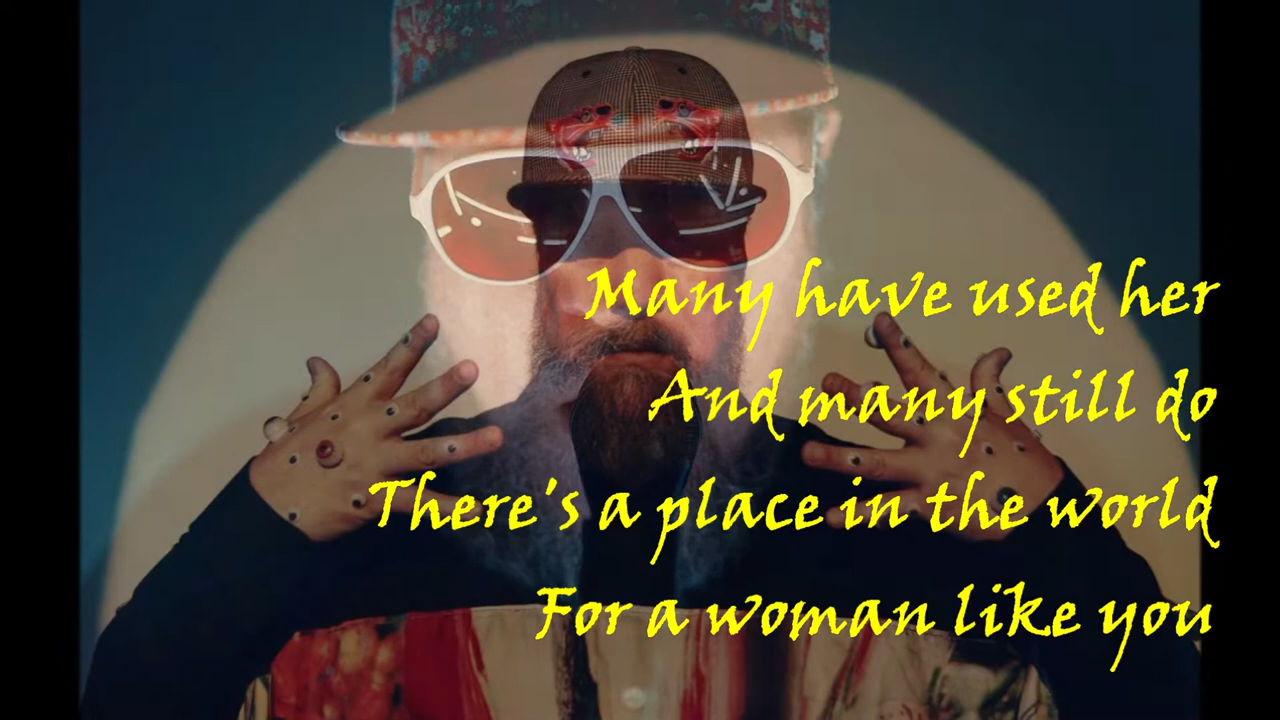 Many have used her
And many still do
There's a place in the world
For a woman like you